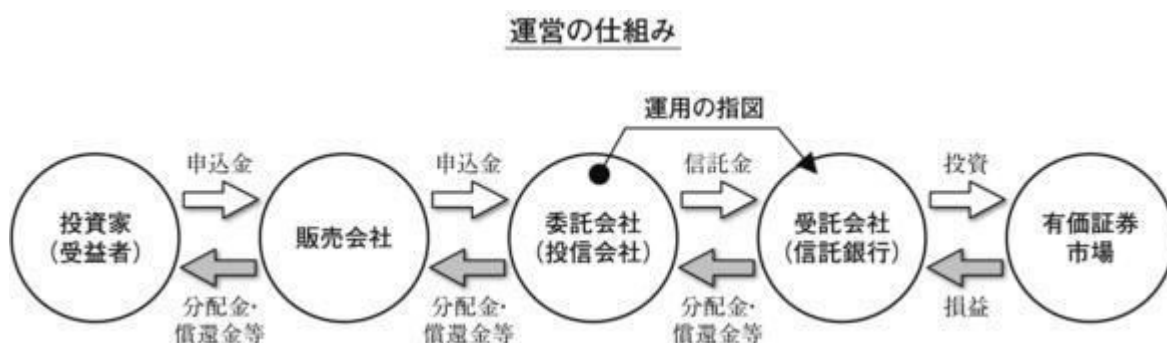 運営の仕組み
運用の指図
申込金
申込金
信託金
投資
投資家
(受益者)
販売会社
委託会社
(投信会社)
受託会社
(信託銀行)
有価証券
市場
分配金・
償還金等
分配金・
償還金等
分配金・
償還金等
損益